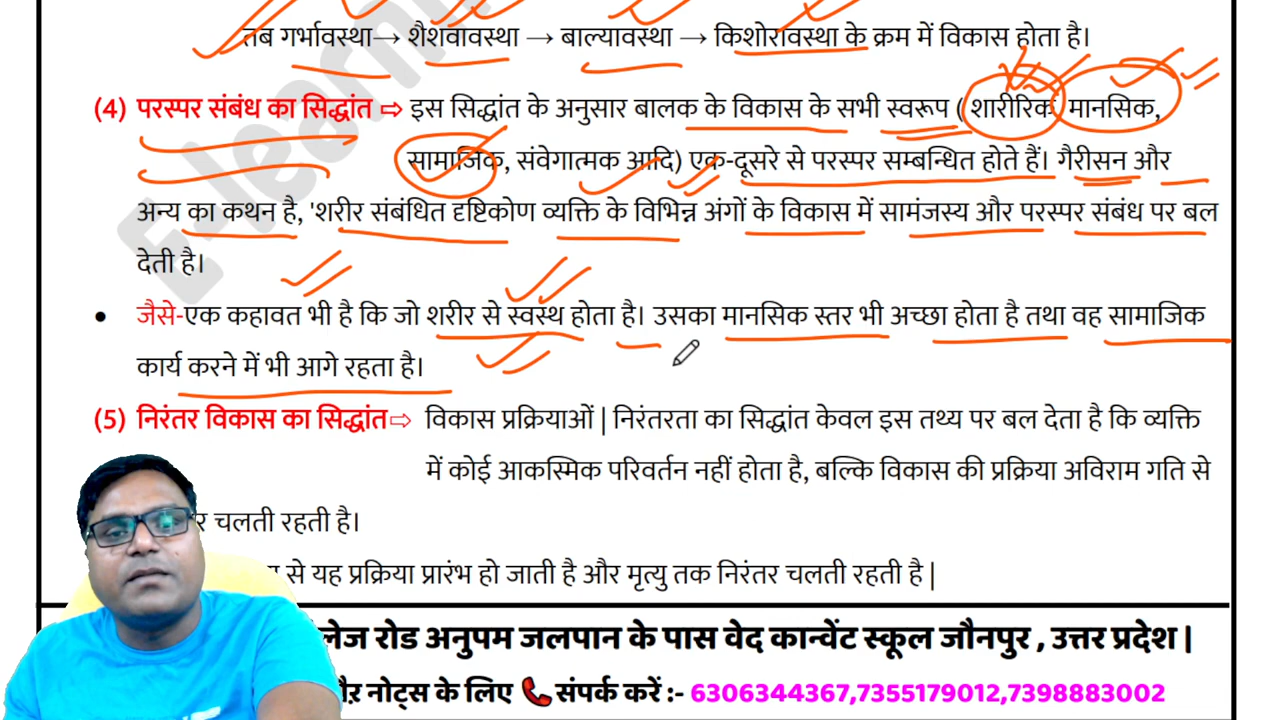 तब गर्भावस्था→ शैशवावस्था → बाल्यावस्था → किशोरावस्था के क्रम में विकास होता है।
(4) परस्पर संबंध का सिद्धांत ⇨ इस सिद्धांत के अनुसार बालक के विकास के सभी स्वरूप ( शारीरिक, मानसिक,
सामाजिक, संवेगात्मक आदि) एक-दूसरे से परस्पर सम्बन्धित होते हैं। गैरीसन और
अन्य का कथन है, 'शरीर संबंधित दृष्टिकोण व्यक्ति के विभिन्न अंगों के विकास में सामंजस्य और परस्पर संबंध पर बल
देती है।
• जैसे-एक कहावत भी है कि जो शरीर से स्वस्थ होता है। उसका मानसिक स्तर भी अच्छा होता है तथा वह सामाजिक
कार्य करने में भी आगे रहता है।
(5) निरंतर विकास का सिद्धांत⇨ विकास प्रक्रियाओं | निरंतरता का सिद्धांत केवल इस तथ्य पर बल देता है कि व्यक्ति
में कोई आकस्मिक परिवर्तन नहीं होता है, बल्कि विकास की प्रक्रिया अविराम गति से
चलती रहती है।
से यह प्रक्रिया प्रारंभ हो जाती है और मृत्यु तक निरंतर चलती रहती है |
रोड अनुपम जलपान के पास वेद कान्वेंट स्कूल जौनपुर , उत्तर प्रदेश |
नोट्स के लिए 📞संपर्क करें :- 6306344367,7355179012,7398883002